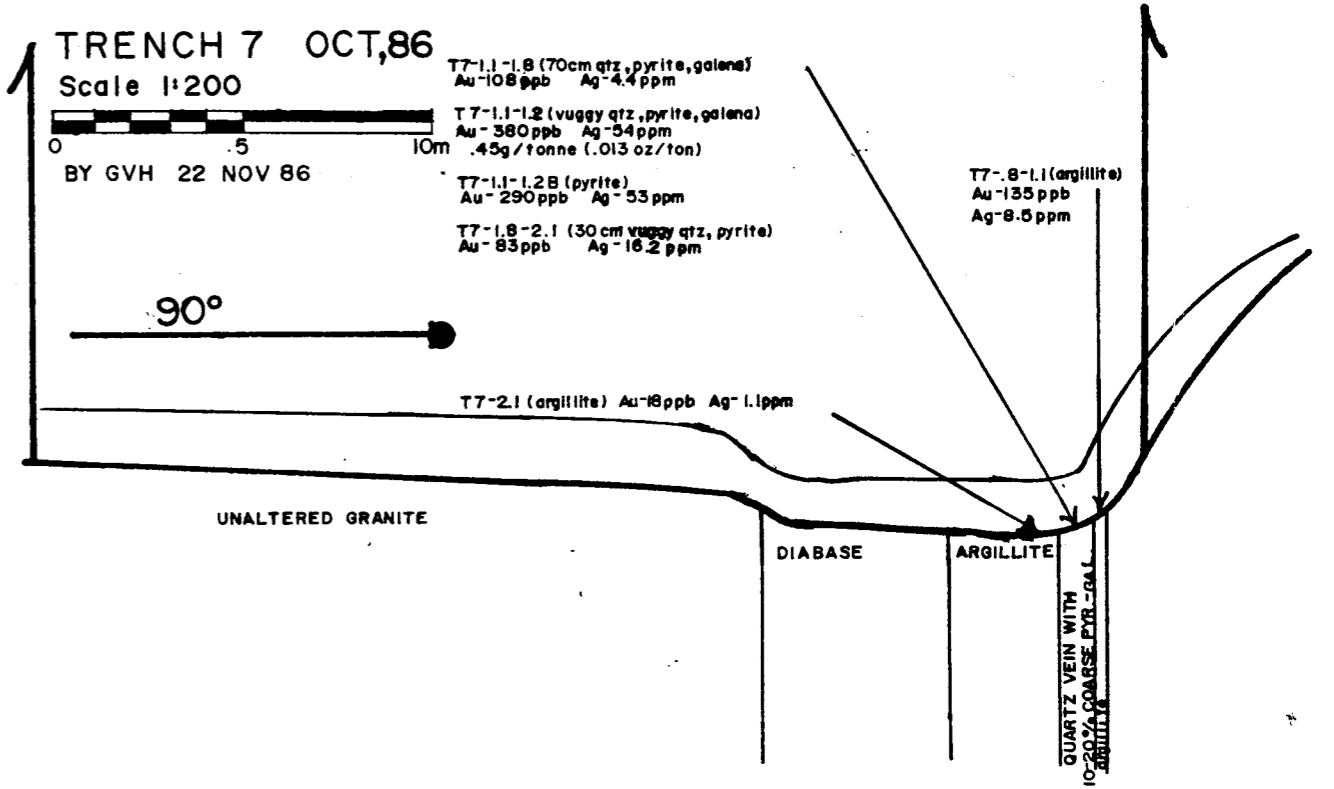 TRENCH 7 OCT,86
Scale 1:200
0 .5 10m
BY GVH 22 NOV 86
T7-1.1-1.8 (70cm qtz, pyrite, galena)
Au-108ppb Ag-4.4ppm
T7-1.1-1.2 (vuggy qtz, pyrite, galena)
Au-380ppb Ag-54ppm
.45g/tonne (.013 oz/ton)
T7-1.1-1.2B (pyrite)
Au-290ppb Ag-53ppm
T7-1.8-2.1 (30cm vuggy qtz, pyrite)
Au-83ppb Ag-16.2ppm
T7-.8-1.1 (argillite)
Au-135ppb
Ag-8.5ppm
90°
T7-2.1 (argillite) Au-18ppb Ag-1.1ppm
UNALTERED GRANITE
DIABASE
ARGILLITE
QUARTZ VEIN WITH
10-20% COARSE PYR-GAL
argillite